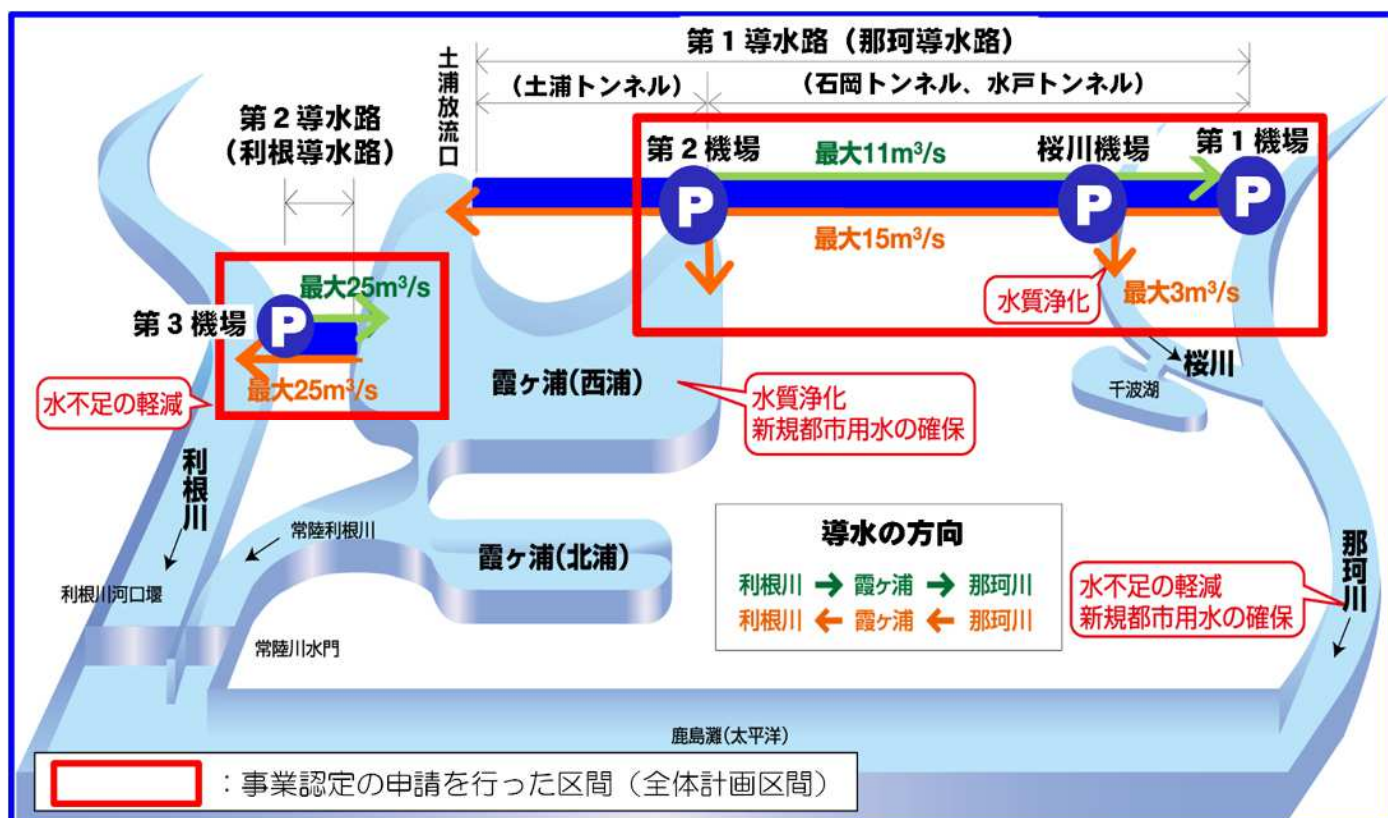 第1導水路（那珂導水路）
（土浦トンネル）
（石岡トンネル、水戸トンネル）
土浦放流口
第2導水路
（利根導水路）
第2機場
最大11m³/s
桜川機場
第1機場
P
P
P
最大15m³/s
水質浄化
最大3m³/s
最大25m³/s
第3機場
P
最大25m³/s
水不足の軽減
霞ヶ浦(西浦)
水質浄化
新規都市用水の確保
千波湖
桜川
利根川
常陸利根川
霞ヶ浦(北浦)
利根川河口堰
常陸川水門
導水の方向
利根川 → 霞ヶ浦 → 那珂川
利根川 ← 霞ヶ浦 ← 那珂川
水不足の軽減
新規都市用水の確保
那珂川
鹿島灘(太平洋)
：事業認定の申請を行った区間（全体計画区間）